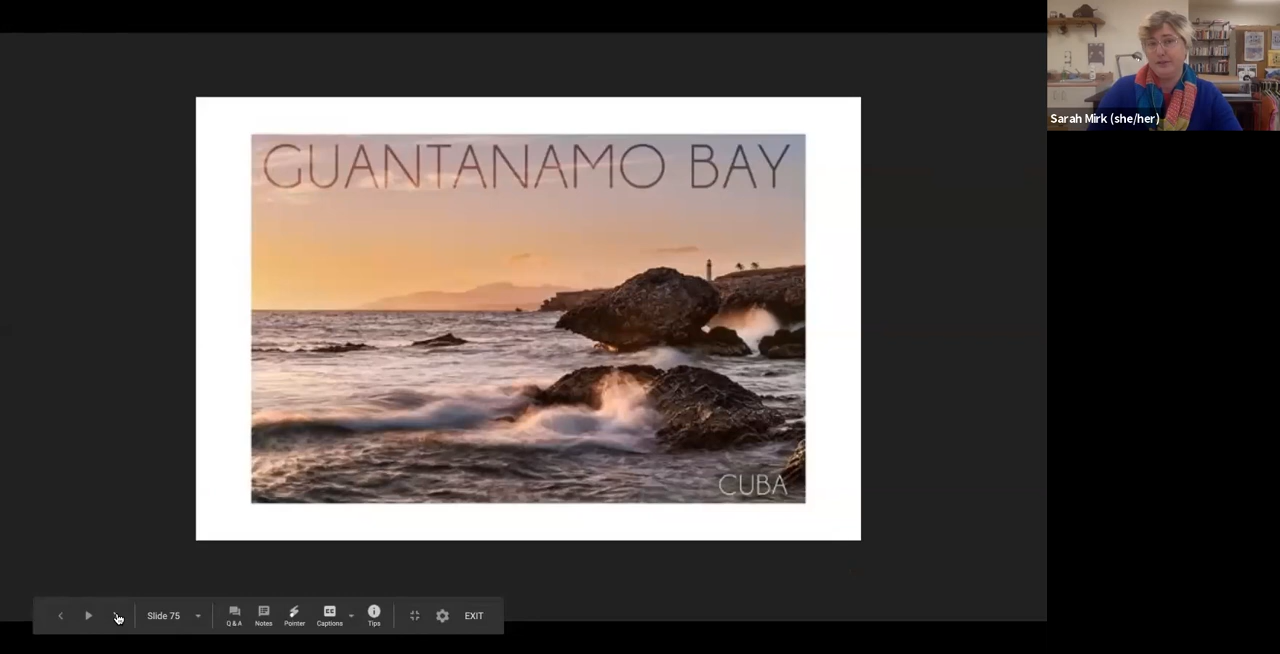 GUANTANAMO BAY
CUBA
Sarah Mirk (she/her)
Slide 75
Q & A
Notes
Pointer
Captions
Tips
EXIT